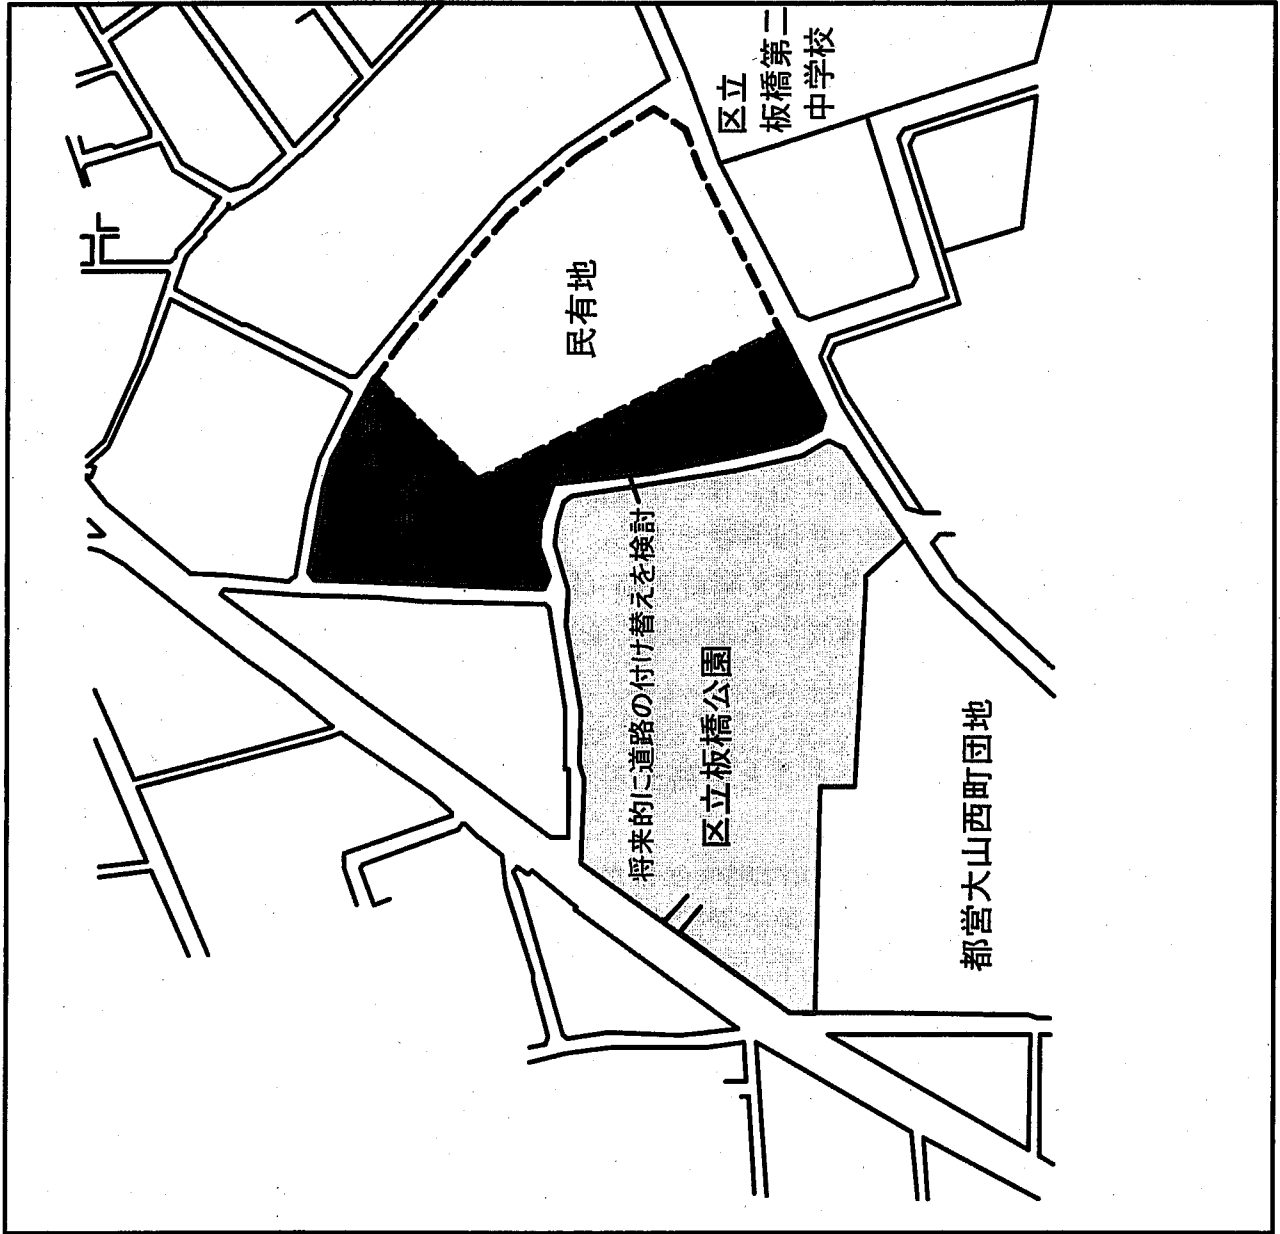 区立
板橋第二
中学校
民有地
将来的に道路の付け替えを検討
区立板橋公園
都営大山西町団地